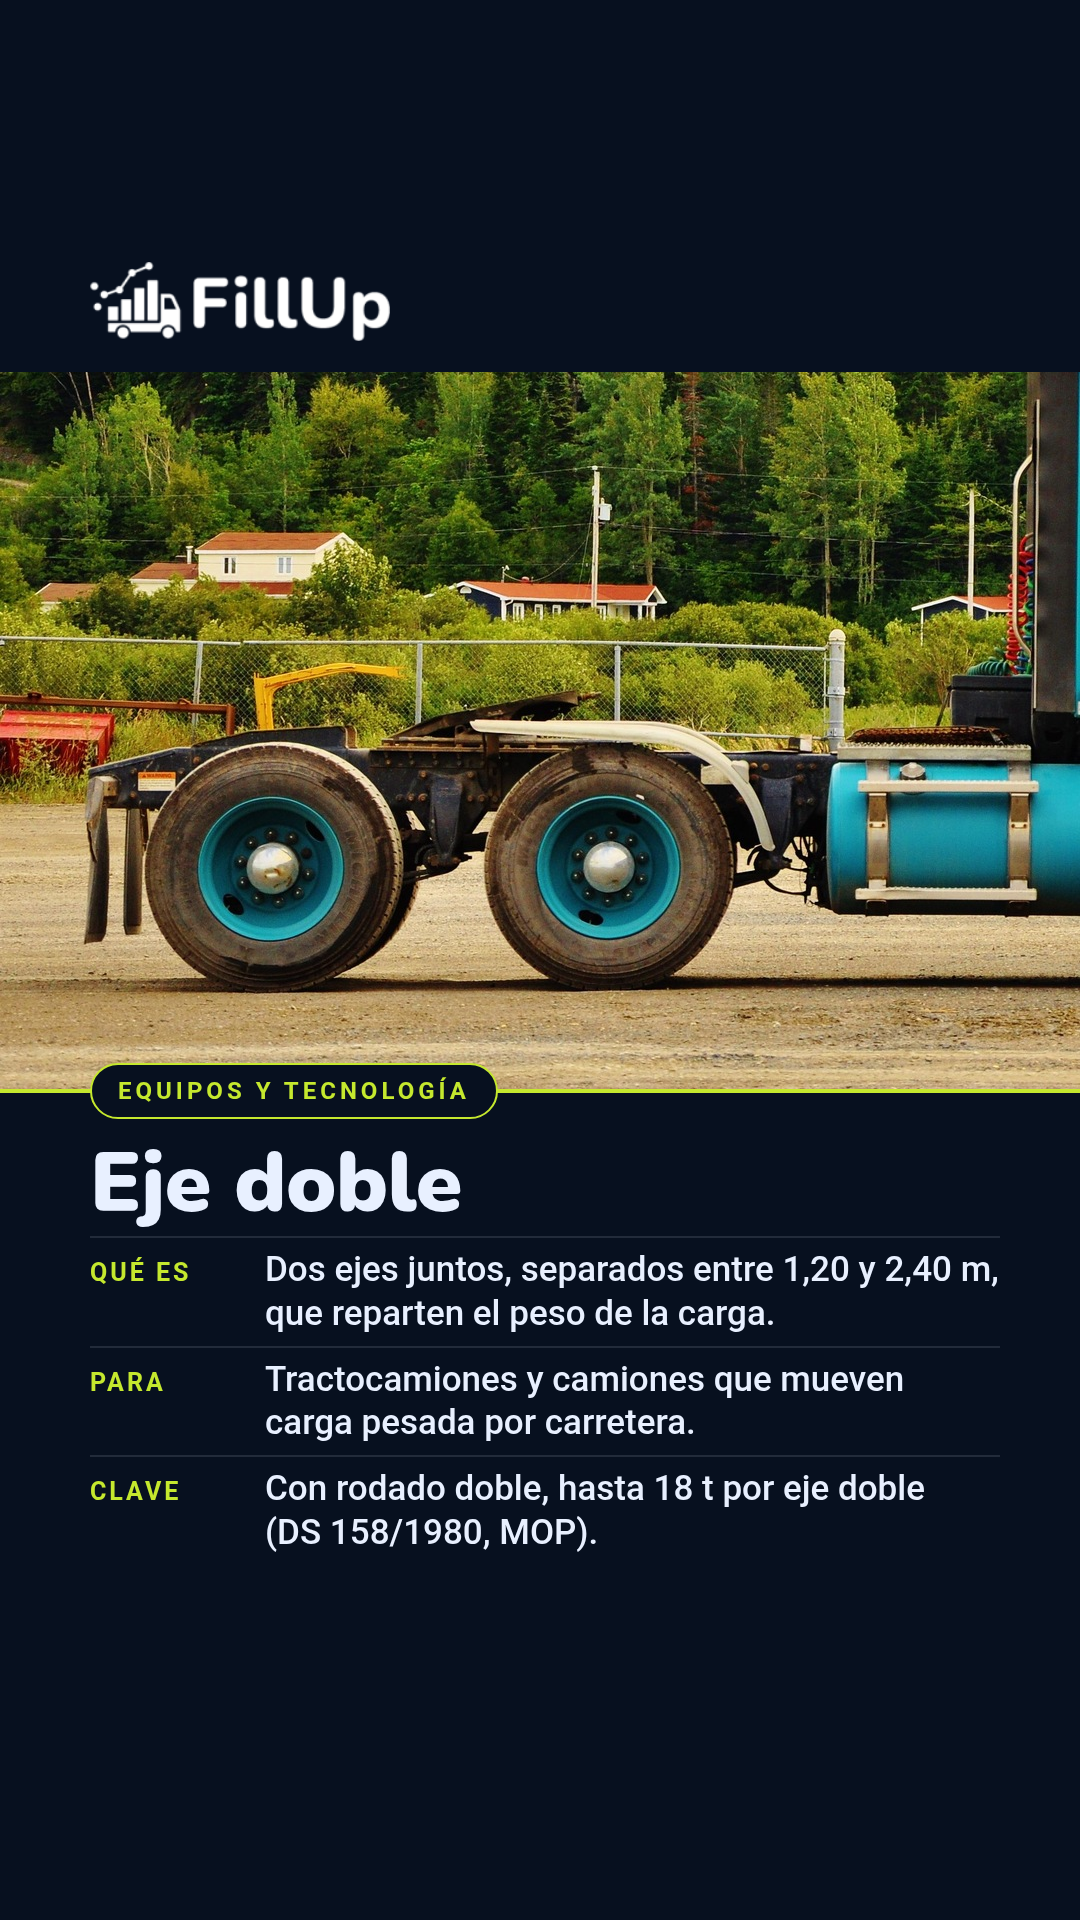 FillUp
EQUIPOS Y TECNOLOGÍA
Eje doble
QUÉ ES
Dos ejes juntos, separados entre 1,20 y 2,40 m,
que reparten el peso de la carga.
PARA
Tractocamiones y camiones que mueven
carga pesada por carretera.
CLAVE
Con rodado doble, hasta 18 t por eje doble
(DS 158/1980, MOP).